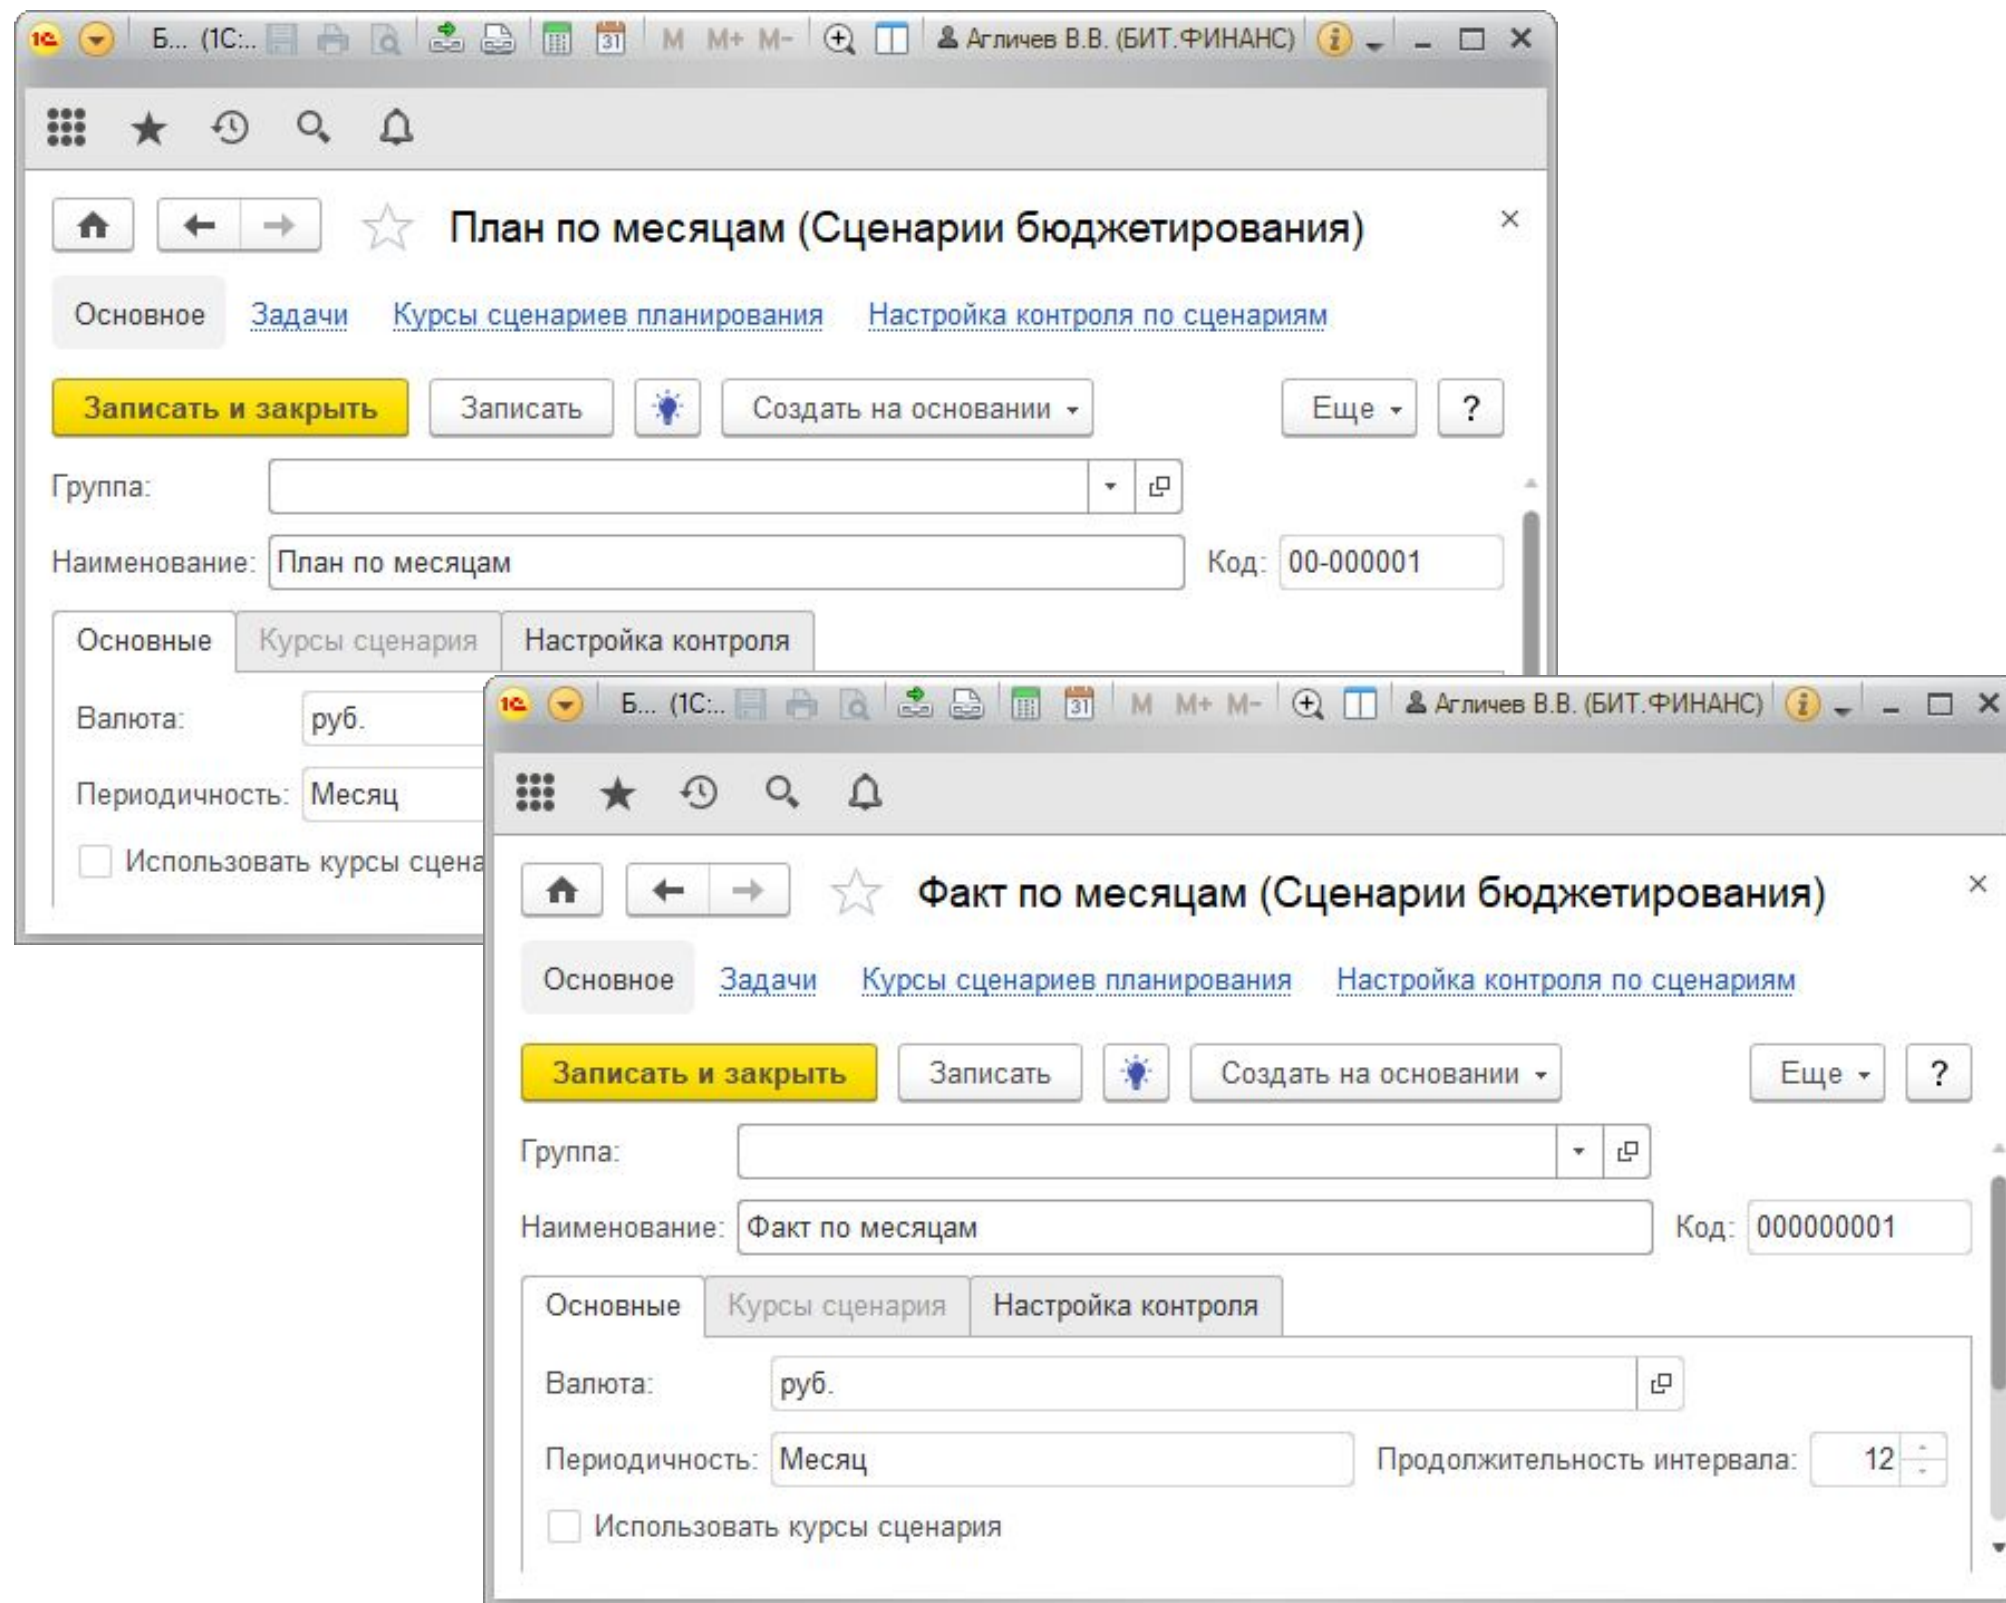 Б... (1С:.. 31 M M+ M- Агличев В.В. (БИТ.ФИНАНС)
План по месяцам (Сценарии бюджетирования)
Основное Задачи Курсы сценариев планирования Настройка контроля по сценариям
Записать и закрыть Записать Создать на основании Еще ?
Группа:
Наименование: План по месяцам Код: 00-000001
Основные Курсы сценария Настройка контроля
Валюта: руб.
Периодичность: Месяц
Использовать курсы сцена
Б... (1С:.. 31 M M+ M- Агличев В.В. (БИТ.ФИНАНС)
Факт по месяцам (Сценарии бюджетирования)
Основное Задачи Курсы сценариев планирования Настройка контроля по сценариям
Записать и закрыть Записать Создать на основании Еще ?
Группа:
Наименование: Факт по месяцам Код: 000000001
Основные Курсы сценария Настройка контроля
Валюта: руб.
Периодичность: Месяц Продолжительность интервала: 12
Использовать курсы сценария